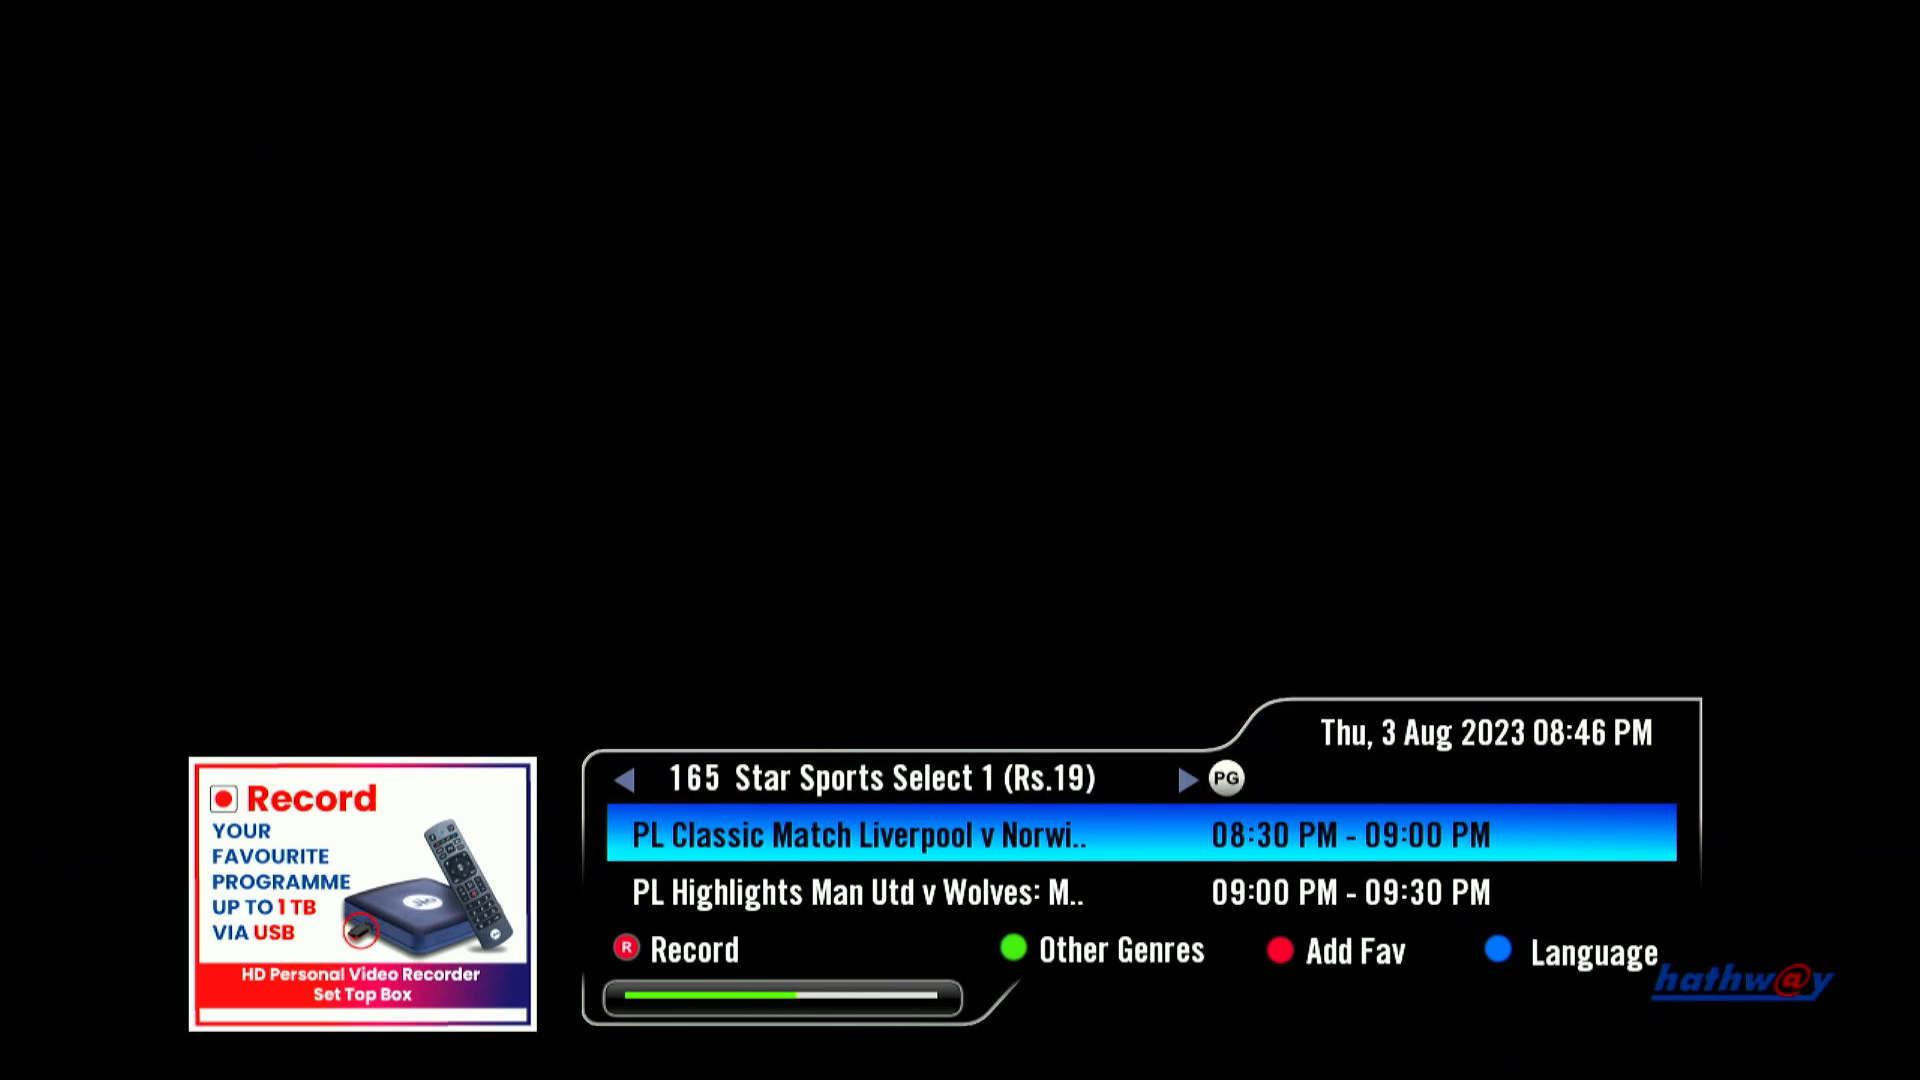 Thu, 3 Aug 2023 08:46 PM
165 Star Sports Select 1 (Rs.19)
PG
PL Classic Match Liverpool v Norwi.. 08:30 PM - 09:00 PM
PL Highlights Man Utd v Wolves: M.. 09:00 PM - 09:30 PM
R Record Other Genres Add Fav Language
hathw@y
Record
YOUR
FAVOURITE
PROGRAMME
UP TO 1 TB
VIA USB
Jio
HD Personal Video Recorder
Set Top Box